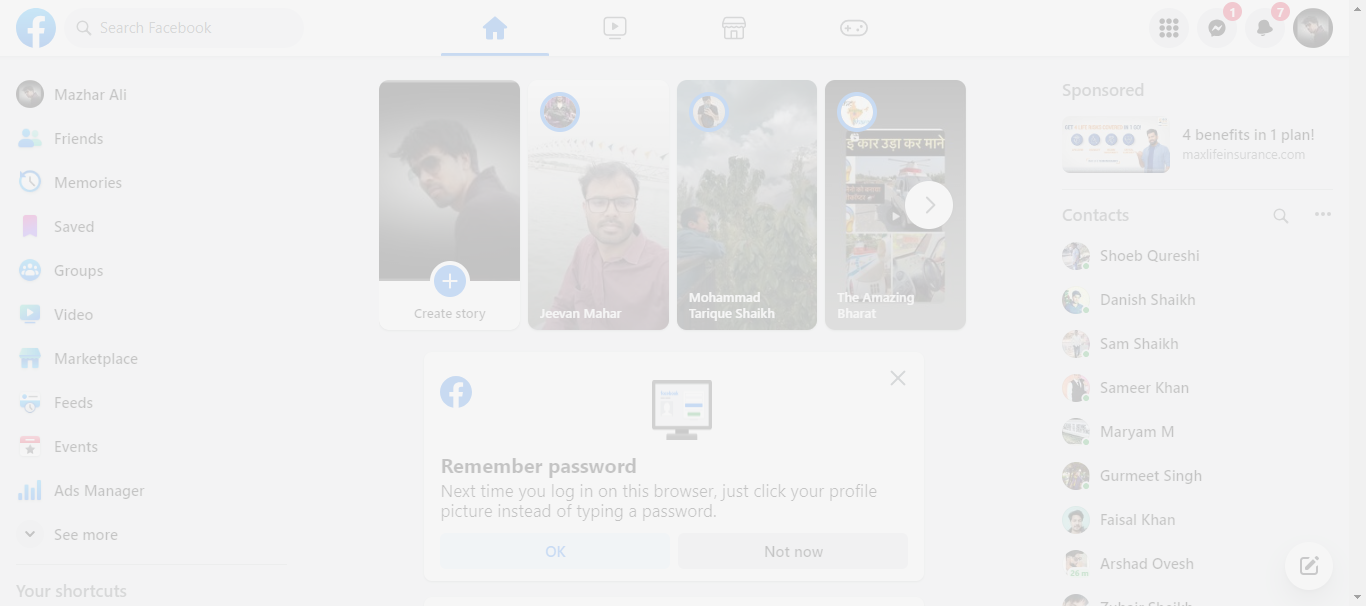 Search Facebook
1
7
Mazhar Ali
Friends
Memories
Saved
Groups
Video
Marketplace
Feeds
Events
Ads Manager
See more
Your shortcuts
Create story
Jeevan Mahar
Mohammad
Tarique Shaikh
ई कार उड़ा कर माने
The Amazing
Bharat
Remember password
Next time you log in on this browser, just click your profile
picture instead of typing a password.
OK
Not now
Sponsored
4 benefits in 1 plan!
maxlifeinsurance.com
Contacts
Shoeb Qureshi
Danish Shaikh
Sam Shaikh
Sameer Khan
Maryam M
Gurmeet Singh
Faisal Khan
Arshad Ovesh
26 m
Zubair Shaikh